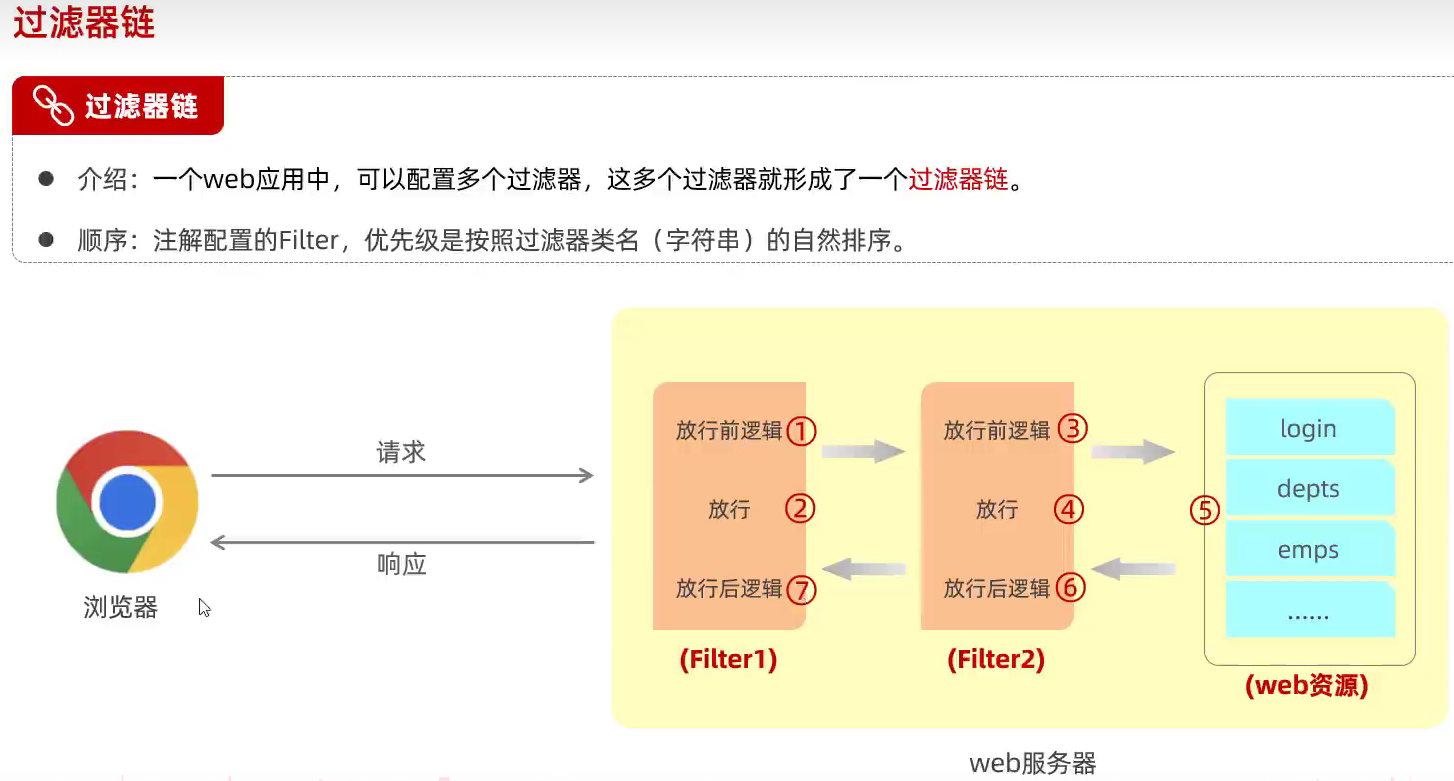 过滤器链
过滤器链
介绍：一个web应用中，可以配置多个过滤器，这多个过滤器就形成了一个过滤器链。
顺序：注解配置的Filter，优先级是按照过滤器类名（字符串）的自然排序。
请求
响应
浏览器
放行前逻辑①
放行 ②
放行后逻辑⑦
(Filter1)
放行前逻辑③
放行 ④
放行后逻辑⑥
(Filter2)
⑤
login
depts
emps
......
(web资源)
web服务器